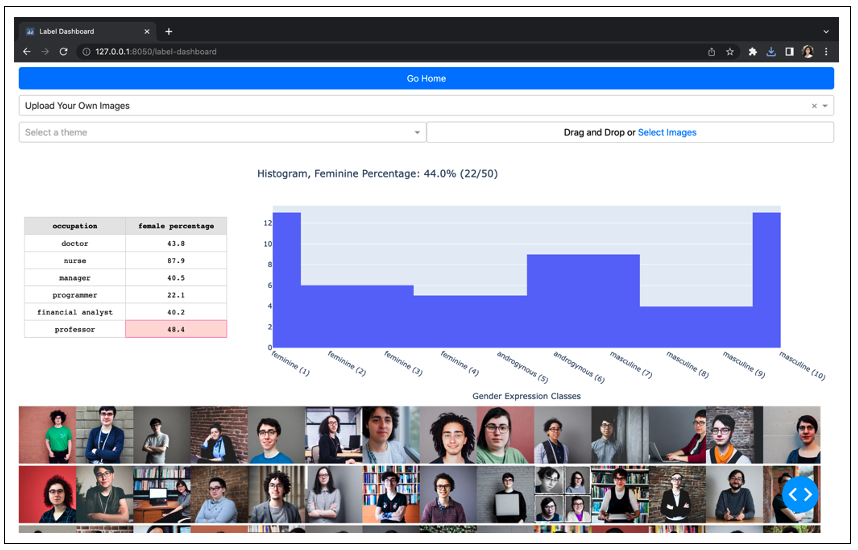 Label Dashboard
127.0.0.1:8050/label-dashboard
Go Home
Upload Your Own Images
Select a theme
Drag and Drop or Select Images
Histogram, Feminine Percentage: 44.0% (22/50)
occupation female percentage
doctor 43.8
nurse 87.9
manager 40.5
programmer 22.1
financial analyst 40.2
professor 48.4
12
10
8
6
4
2
0
feminine (1)
feminine (2)
feminine (3)
feminine (4)
androgynous (5)
androgynous (6)
masculine (7)
masculine (8)
masculine (9)
masculine (10)
Gender Expression Classes